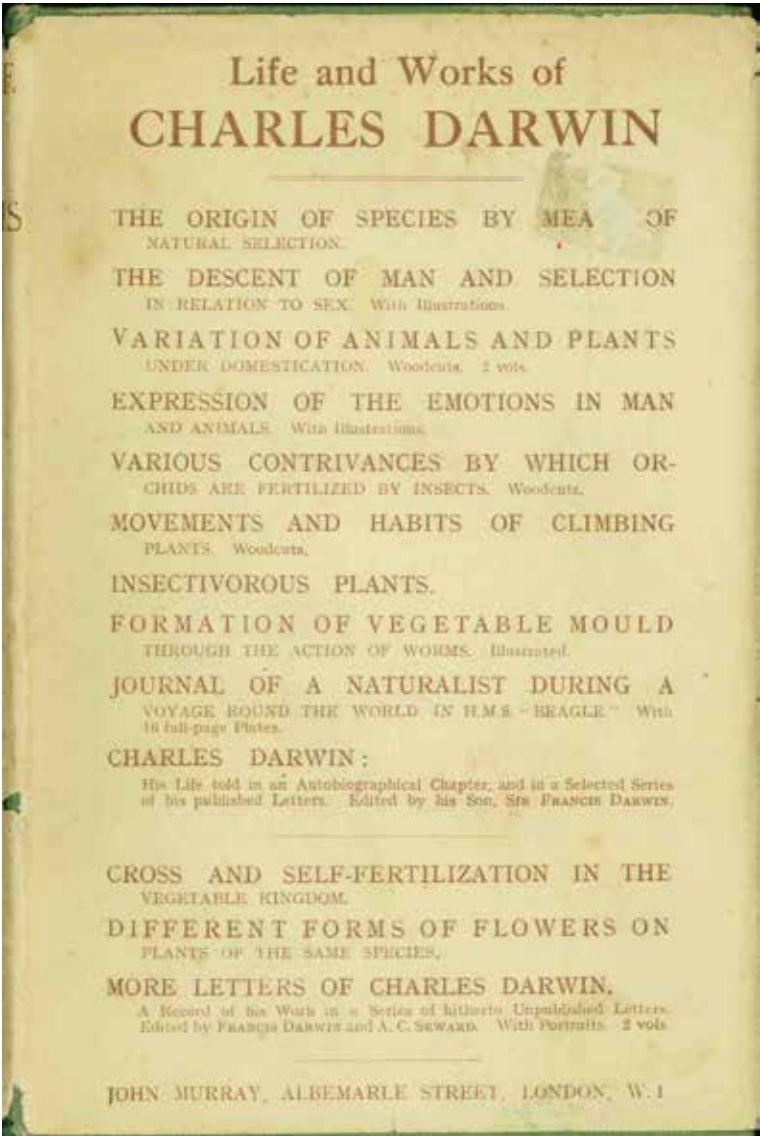 Life and Works of
CHARLES DARWIN
THE ORIGIN OF SPECIES BY MEA OF
NATURAL SELECTION.
THE DESCENT OF MAN AND SELECTION
IN RELATION TO SEX. With Illustrations.
VARIATION OF ANIMALS AND PLANTS
UNDER DOMESTICATION. Woodcuts. 2 vols.
EXPRESSION OF THE EMOTIONS IN MAN
AND ANIMALS. With Illustrations.
VARIOUS CONTRIVANCES BY WHICH OR-
CHIDS ARE FERTILIZED BY INSECTS. Woodcuts.
MOVEMENTS AND HABITS OF CLIMBING
PLANTS. Woodcuts.
INSECTIVOROUS PLANTS.
FORMATION OF VEGETABLE MOULD
THROUGH THE ACTION OF WORMS. Illustrated.
JOURNAL OF A NATURALIST DURING A
VOYAGE ROUND THE WORLD IN H.M.S. "BEAGLE." With
16 full-page Plates.
CHARLES DARWIN:
His Life told in an Autobiographical Chapter, and in a Selected Series
of his published Letters. Edited by his Son, SIR FRANCIS DARWIN.
CROSS AND SELF-FERTILIZATION IN THE
VEGETABLE KINGDOM.
DIFFERENT FORMS OF FLOWERS ON
PLANTS OF THE SAME SPECIES.
MORE LETTERS OF CHARLES DARWIN.
A Record of his Work in a Series of hitherto Unpublished Letters.
Edited by FRANCIS DARWIN and A. C. SEWARD. With Portraits. 2 vols
JOHN MURRAY, ALBEMARLE STREET, LONDON, W.1